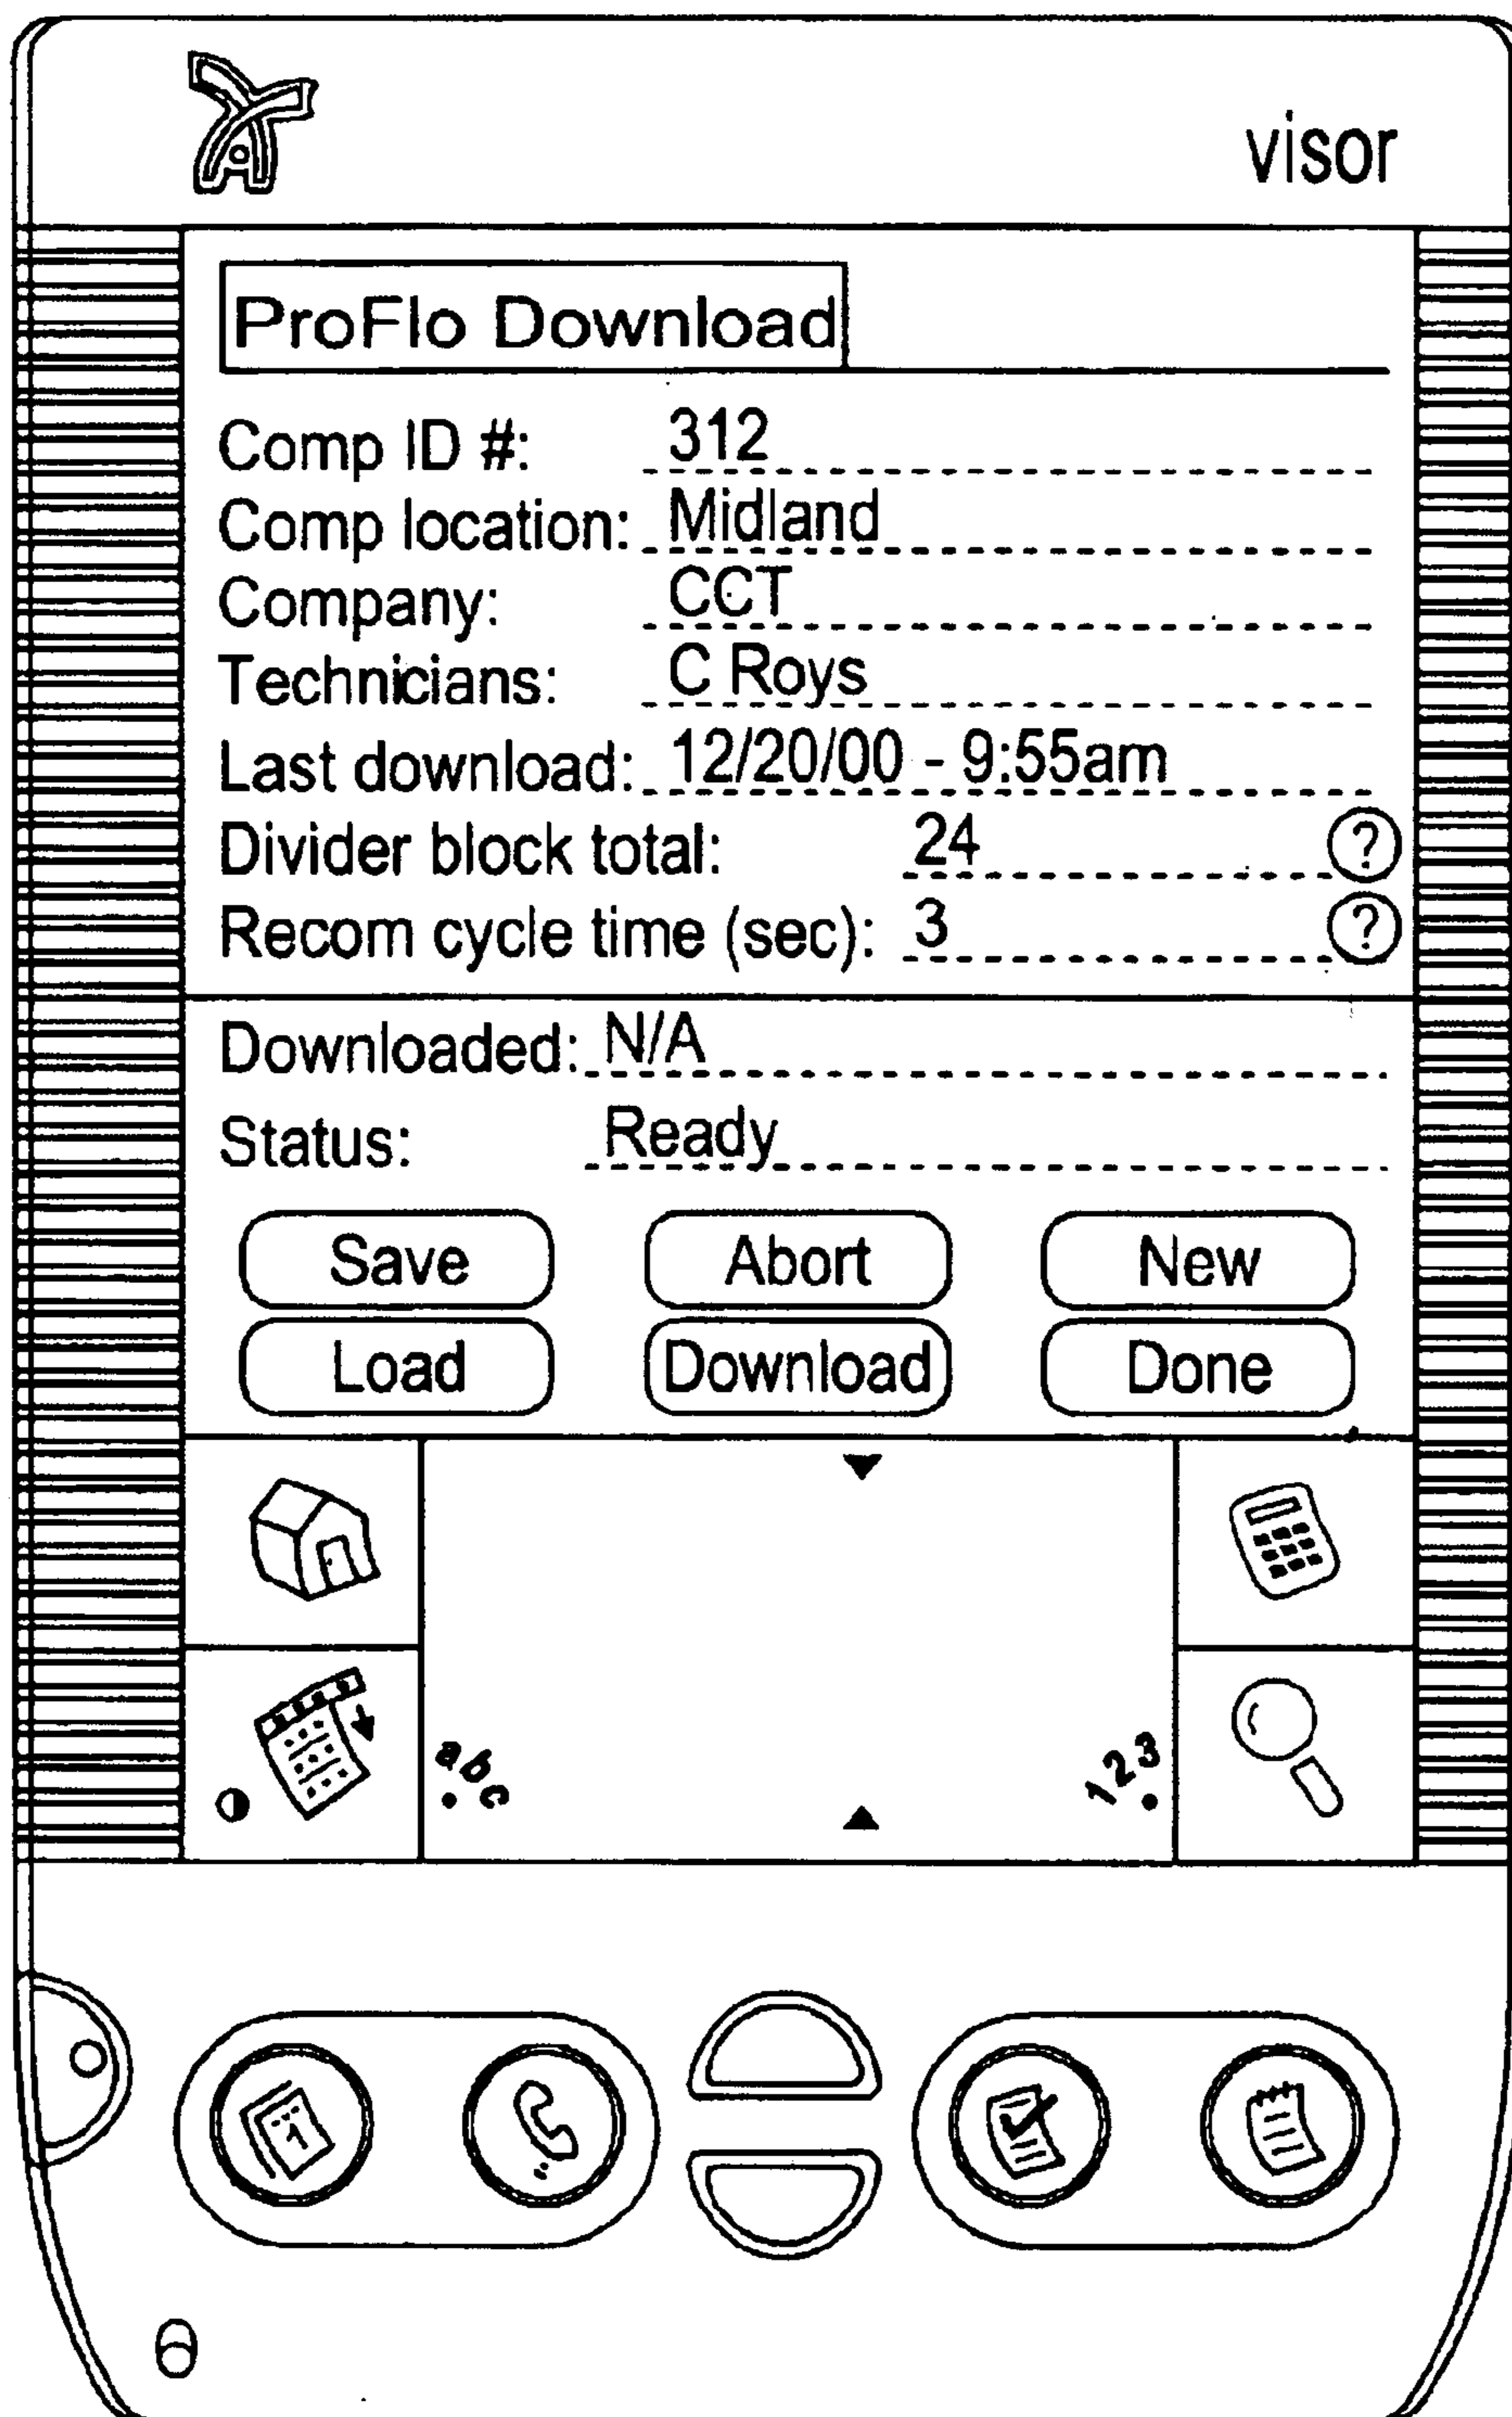 visor
ProFlo Download
Comp ID #: 312
Comp location: Midland
Company: CCT
Technicians: C Roys
Last download: 12/20/00 - 9:55am
Divider block total: 24 ?
Recom cycle time (sec): 3 ?
Downloaded: N/A
Status: Ready
Save Abort New
Load Download Done
abc 123
1